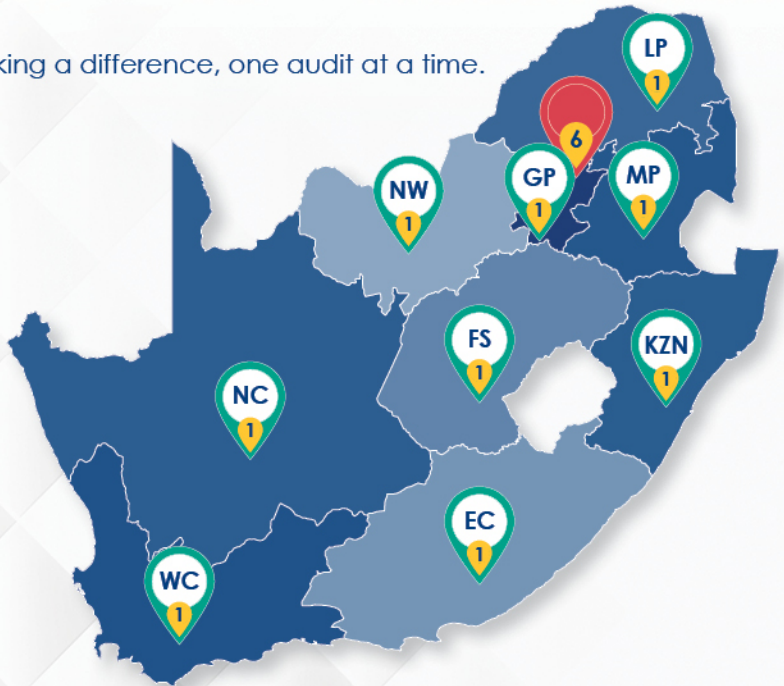 king a difference, one audit at a time.
LP
1
6
NW
1
GP
1
MP
1
FS
1
KZN
1
NC
1
EC
1
WC
1